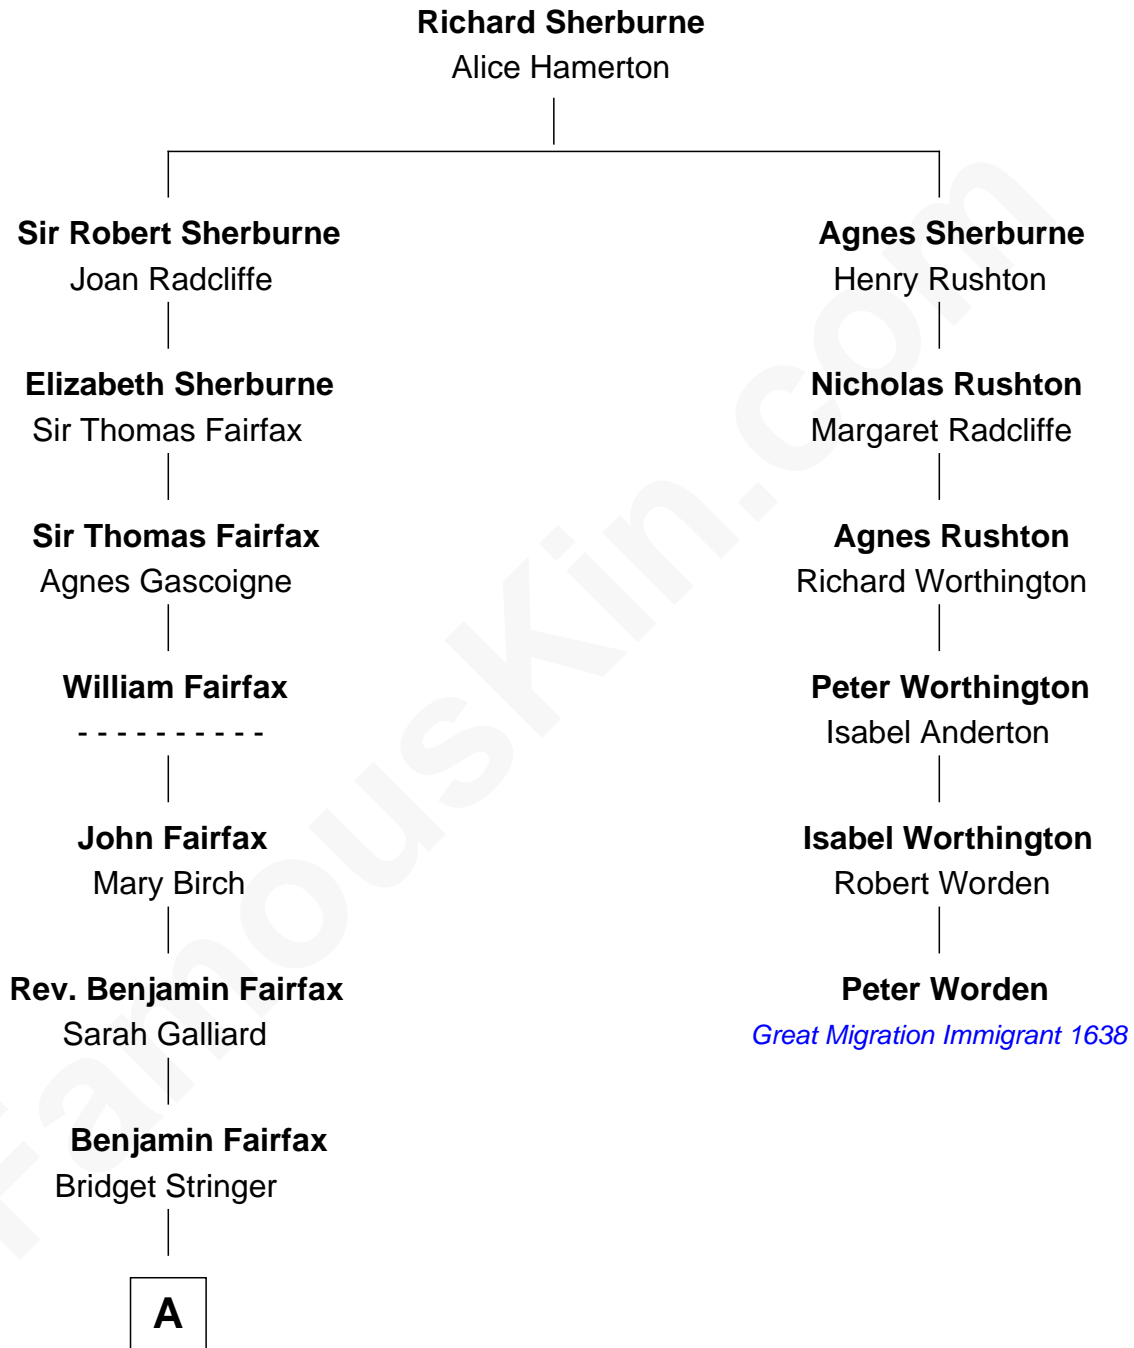 Richard Sherburne
Alice Hamerton
Sir Robert Sherburne
Joan Radcliffe
Agnes Sherburne
Henry Rushton
Elizabeth Sherburne
Sir Thomas Fairfax
Nicholas Rushton
Margaret Radcliffe
Sir Thomas Fairfax
Agnes Gascoigne
Agnes Rushton
Richard Worthington
William Fairfax
- - - - - - - - - -
Peter Worthington
Isabel Anderton
John Fairfax
Mary Birch
Isabel Worthington
Robert Worden
Rev. Benjamin Fairfax
Sarah Galliard
Peter Worden
Great Migration Immigrant 1638
Benjamin Fairfax
Bridget Stringer
A
FamousKin.com